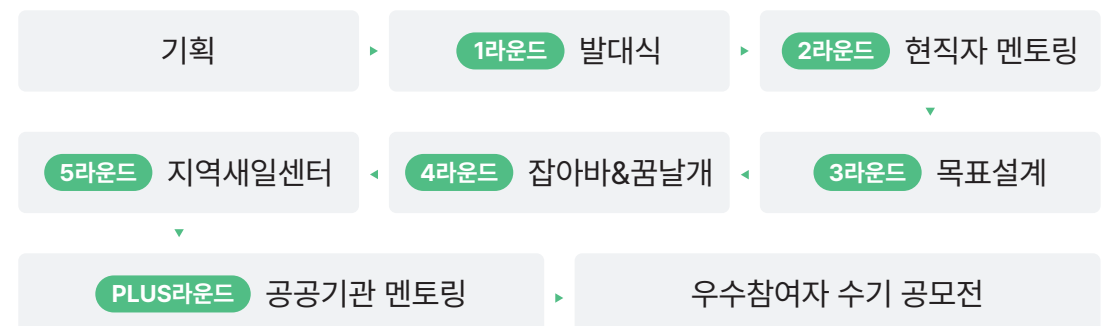 기획
1라운드 발대식
2라운드 현직자 멘토링
3라운드 목표설계
4라운드 잡아바&꿈날개
5라운드 지역새일센터
PLUS라운드 공공기관 멘토링
우수참여자 수기 공모전